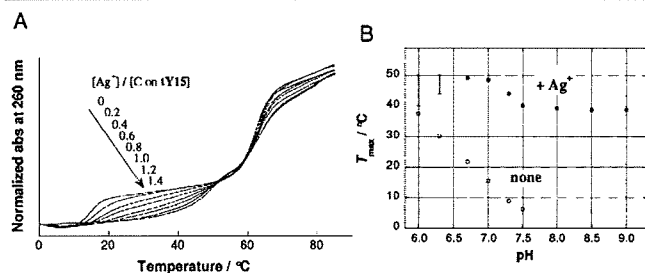 A
Normalized abs at 260 nm
[Ag⁺] / [C on tY15]
0
0.2
0.4
0.6
0.8
1.0
1.2
1.4
0 20 40 60 80
Temperature / °C
B
T max / °C
50
40
30
20
10
0
+ Ag⁺
none
6.0 6.5 7.0 7.5 8.0 8.5 9.0
pH